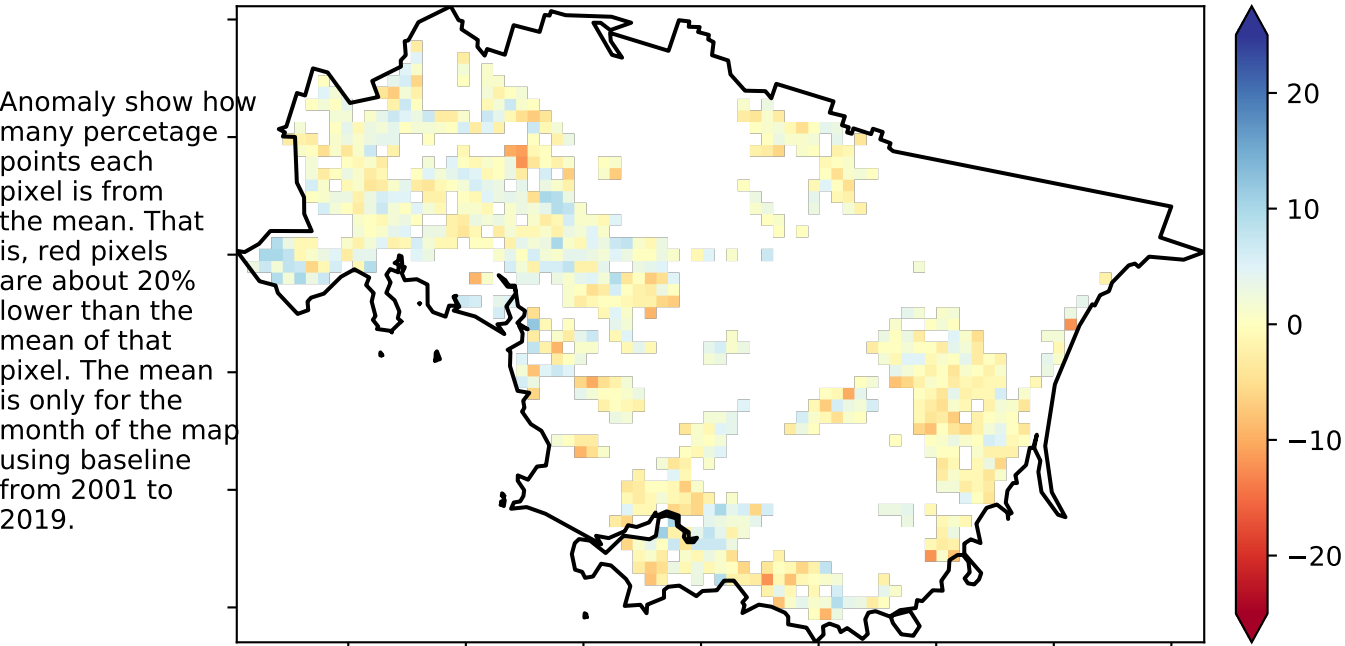 Anomaly show how
many percetage
points each
pixel is from
the mean. That
is, red pixels
are about 20%
lower than the
mean of that
pixel. The mean
is only for the
month of the map
using baseline
from 2001 to
2019.
20
10
0
−10
−20